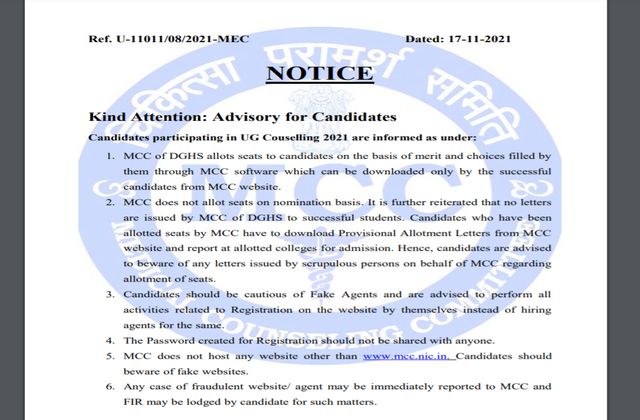 Ref. U-11011/08/2021-MEC Dated: 17-11-2021
NOTICE
Kind Attention: Advisory for Candidates
Candidates participating in UG Couselling 2021 are informed as under:
1. MCC of DGHS allots seats to candidates on the basis of merit and choices filled by
them through MCC software which can be downloaded only by the successful
candidates from MCC website.
2. MCC does not allot seats on nomination basis. It is further reiterated that no letters
are issued by MCC of DGHS to successful students. Candidates who have been
allotted seats by MCC have to download Provisional Allotment Letters from MCC
website and report at allotted colleges for admission. Hence, candidates are advised
to beware of any letters issued by scrupulous persons on behalf of MCC regarding
allotment of seats.
3. Candidates should be cautious of Fake Agents and are advised to perform all
activities related to Registration on the website by themselves instead of hiring
agents for the same.
4. The Password created for Registration should not be shared with anyone.
5. MCC does not host any website other than www.mcc.nic.in. Candidates should
beware of fake websites.
6. Any case of fraudulent website/ agent may be immediately reported to MCC and
FIR may be lodged by candidate for such matters.
चिकित्सा परामर्श समिति
MCC
MEDICAL COUNSELING COMMITTEE